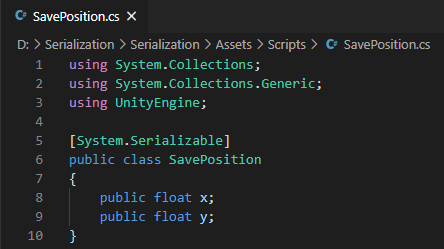 SavePosition.cs
D: > Serialization > Serialization > Assets > Scripts > SavePosition.cs
1 using System.Collections;
2 using System.Collections.Generic;
3 using UnityEngine;
4
5 [System.Serializable]
6 public class SavePosition
7 {
8     public float x;
9     public float y;
10 }